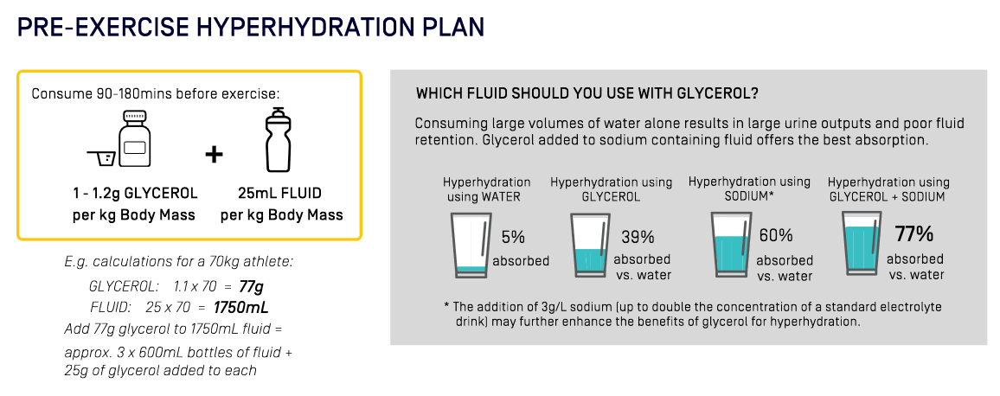 PRE-EXERCISE HYPERHYDRATION PLAN
Consume 90-180mins before exercise:
+
1 - 1.2g GLYCEROL
per kg Body Mass
25mL FLUID
per kg Body Mass
E.g. calculations for a 70kg athlete:
GLYCEROL: 1.1 x 70 = 77g
FLUID: 25 x 70 = 1750mL
Add 77g glycerol to 1750mL fluid =
approx. 3 x 600mL bottles of fluid +
25g of glycerol added to each
WHICH FLUID SHOULD YOU USE WITH GLYCEROL?
Consuming large volumes of water alone results in large urine outputs and poor fluid
retention. Glycerol added to sodium containing fluid offers the best absorption.
Hyperhydration
using WATER
5%
absorbed
Hyperhydration using
GLYCEROL
39%
absorbed
vs. water
Hyperhydration using
SODIUM*
60%
absorbed
vs. water
Hyperhydration using
GLYCEROL + SODIUM
77%
absorbed
vs. water
* The addition of 3g/L sodium (up to double the concentration of a standard electrolyte
drink) may further enhance the benefits of glycerol for hyperhydration.